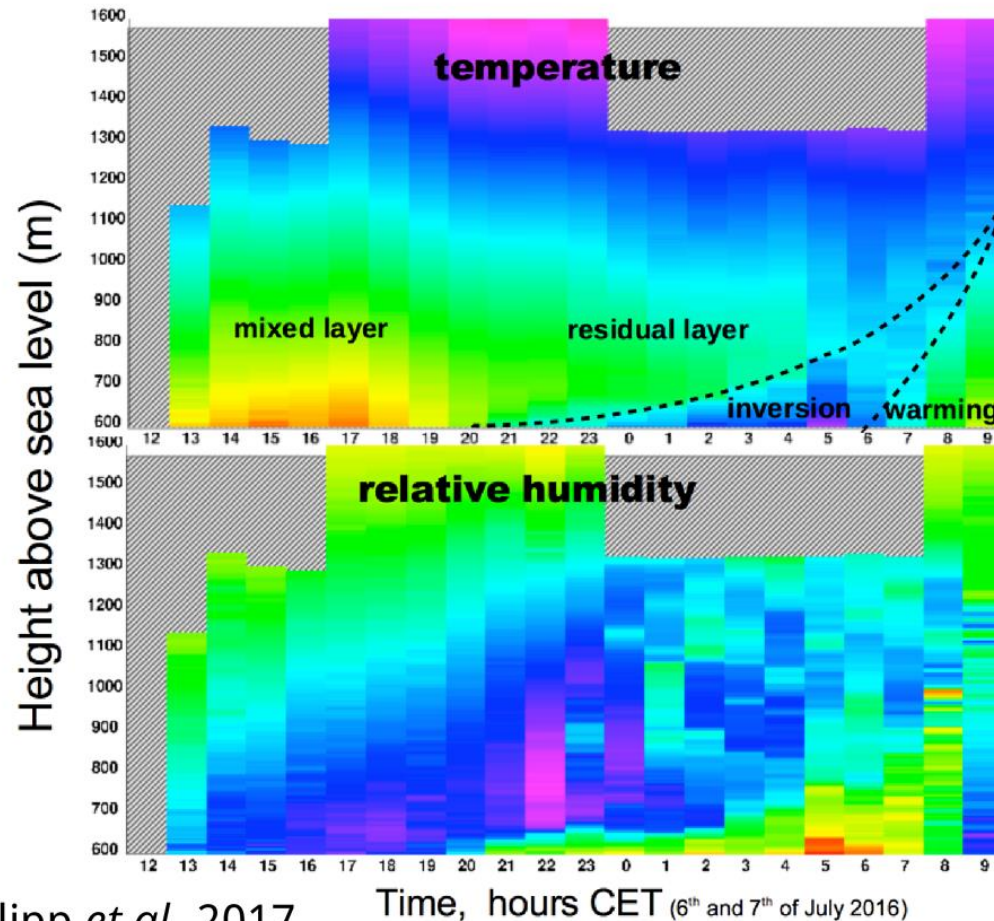 Height above sea level (m)
1600
temperature
1500
1400
1300
1200
1100
1000
900
mixed layer
residual layer
800
700
inversion
warming
600
12 13 14 15 16 17 18 19 20 21 22 23 0 1 2 3 4 5 6 7 8 9
1600
relative humidity
1500
1400
1300
1200
1100
1000
900
800
700
600
12 13 14 15 16 17 18 19 20 21 22 23 0 1 2 3 4 5 6 7 8 9
Time, hours CET (6th and 7th of July 2016)
et al. 2017